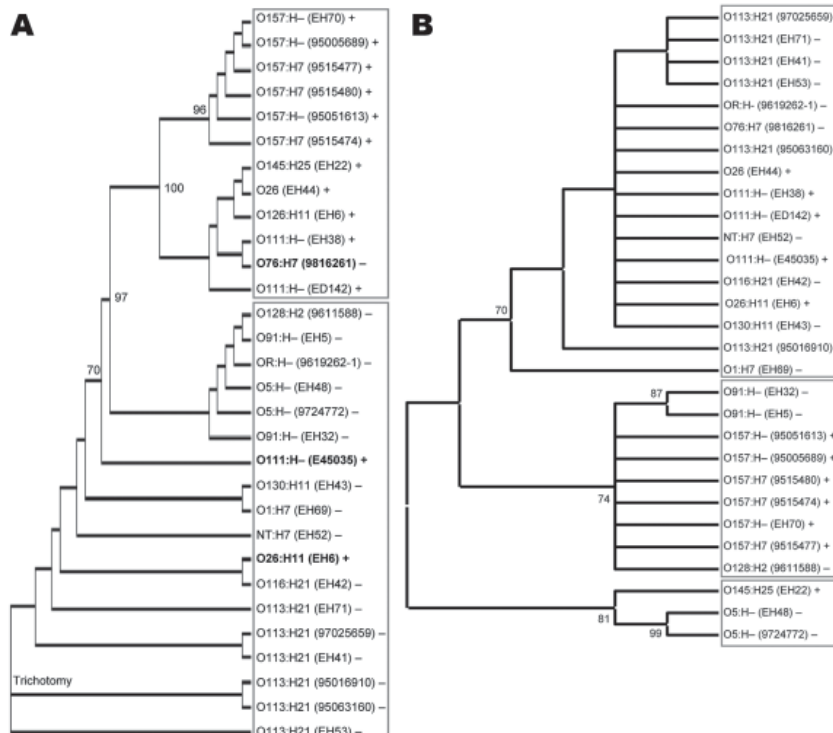 A
O157:H– (EH70) +
O157:H– (95005689) +
O157:H7 (9515477) +
O157:H7 (9515480) +
96
O157:H– (95051613) +
O157:H7 (9515474) +
O145:H25 (EH22) +
100
O26 (EH44) +
O126:H11 (EH6) +
O111:H– (EH38) +
O76:H7 (9816261) –
O111:H– (ED142) +
97
O128:H2 (9611588) –
O91:H– (EH5) –
OR:H– (9619262-1) –
70
O5:H– (EH48) –
O5:H– (9724772) –
O91:H– (EH32) –
O111:H– (E45035) +
O130:H11 (EH43) –
O1:H7 (EH69) –
NT:H7 (EH52) –
O26:H11 (EH6) +
O116:H21 (EH42) –
O113:H21 (EH71) –
O113:H21 (97025659) –
O113:H21 (EH41) –
Trichotomy
O113:H21 (95016910) –
O113:H21 (95063160) –
O113:H21 (EH53) –
B
O113:H21 (97025659)
O113:H21 (EH71) –
O113:H21 (EH41) –
O113:H21 (EH53) –
OR:H- (9619262-1) –
O76:H7 (9816261) –
O113:H21 (95063160)
O26 (EH44) +
O111:H– (EH38) +
O111:H– (ED142) +
NT:H7 (EH52) –
O111:H– (E45035) +
O116:H21 (EH42) –
O26:H11 (EH6) +
70
O130:H11 (EH43) –
O113:H21 (95016910)
O1:H7 (EH69) –
87
O91:H– (EH32) –
O91:H– (EH5) –
O157:H– (95051613) +
O157:H– (95005689) +
O157:H7 (9515480) +
74
O157:H7 (9515474) +
O157:H– (EH70) +
O157:H7 (9515477) +
O128:H2 (9611588) –
O145:H25 (EH22) +
81
O5:H– (EH48) –
99
O5:H– (9724772) –